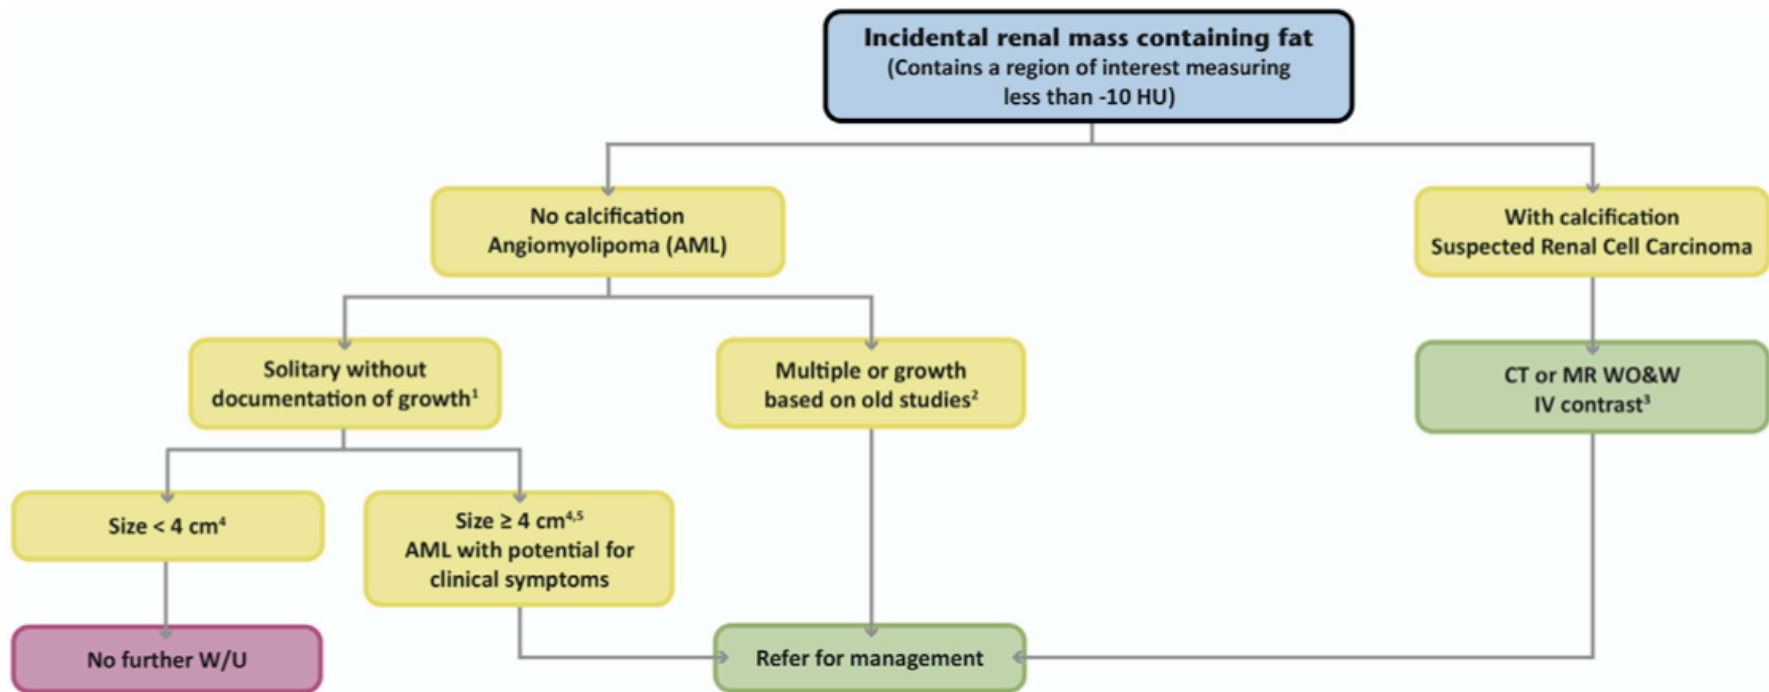 Incidental renal mass containing fat
(Contains a region of interest measuring
less than -10 HU)
No calcification
Angiomyolipoma (AML)
With calcification
Suspected Renal Cell Carcinoma
Solitary without
documentation of growth¹
Multiple or growth
based on old studies²
CT or MR WO&W
IV contrast³
Size < 4 cm⁴
Size ≥ 4 cm⁴,⁵
AML with potential for
clinical symptoms
No further W/U
Refer for management